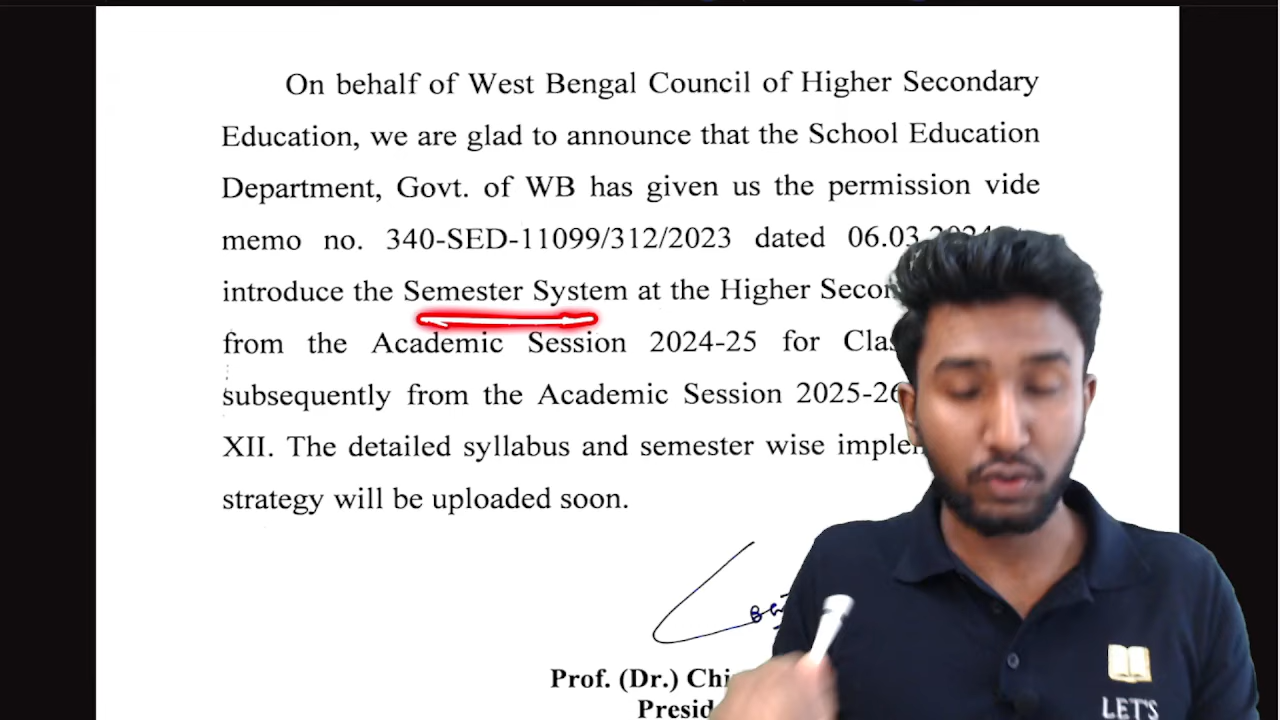 On behalf of West Bengal Council of Higher Secondary
Education, we are glad to announce that the School Education
Department, Govt. of WB has given us the permission vide
memo no. 340-SED-11099/312/2023 dated 06.03.2024
introduce the Semester System at the Higher
from the Academic Session 2024-25 for
subsequently from the Academic Session
XII. The detailed syllabus and semester wise
strategy will be uploaded soon.
Prof. (Dr.)
LET'S